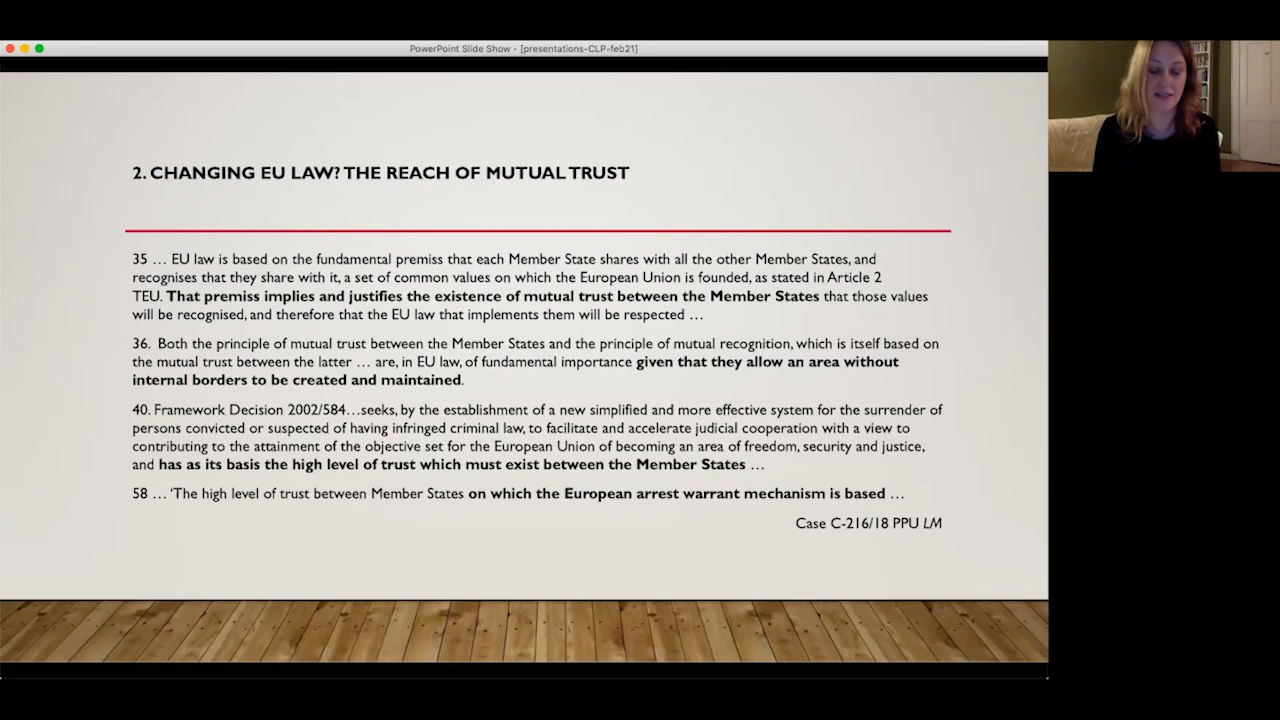 PowerPoint Slide Show - [presentations-CLP-feb21]
2. CHANGING EU LAW? THE REACH OF MUTUAL TRUST
35 … EU law is based on the fundamental premiss that each Member State shares with all the other Member States, and
recognises that they share with it, a set of common values on which the European Union is founded, as stated in Article 2
TEU. That premiss implies and justifies the existence of mutual trust between the Member States that those values
will be recognised, and therefore that the EU law that implements them will be respected …
36. Both the principle of mutual trust between the Member States and the principle of mutual recognition, which is itself based on
the mutual trust between the latter … are, in EU law, of fundamental importance given that they allow an area without
internal borders to be created and maintained.
40. Framework Decision 2002/584…seeks, by the establishment of a new simplified and more effective system for the surrender of
persons convicted or suspected of having infringed criminal law, to facilitate and accelerate judicial cooperation with a view to
contributing to the attainment of the objective set for the European Union of becoming an area of freedom, security and justice,
and has as its basis the high level of trust which must exist between the Member States …
58 … ‘The high level of trust between Member States on which the European arrest warrant mechanism is based …
Case C-216/18 PPU LM